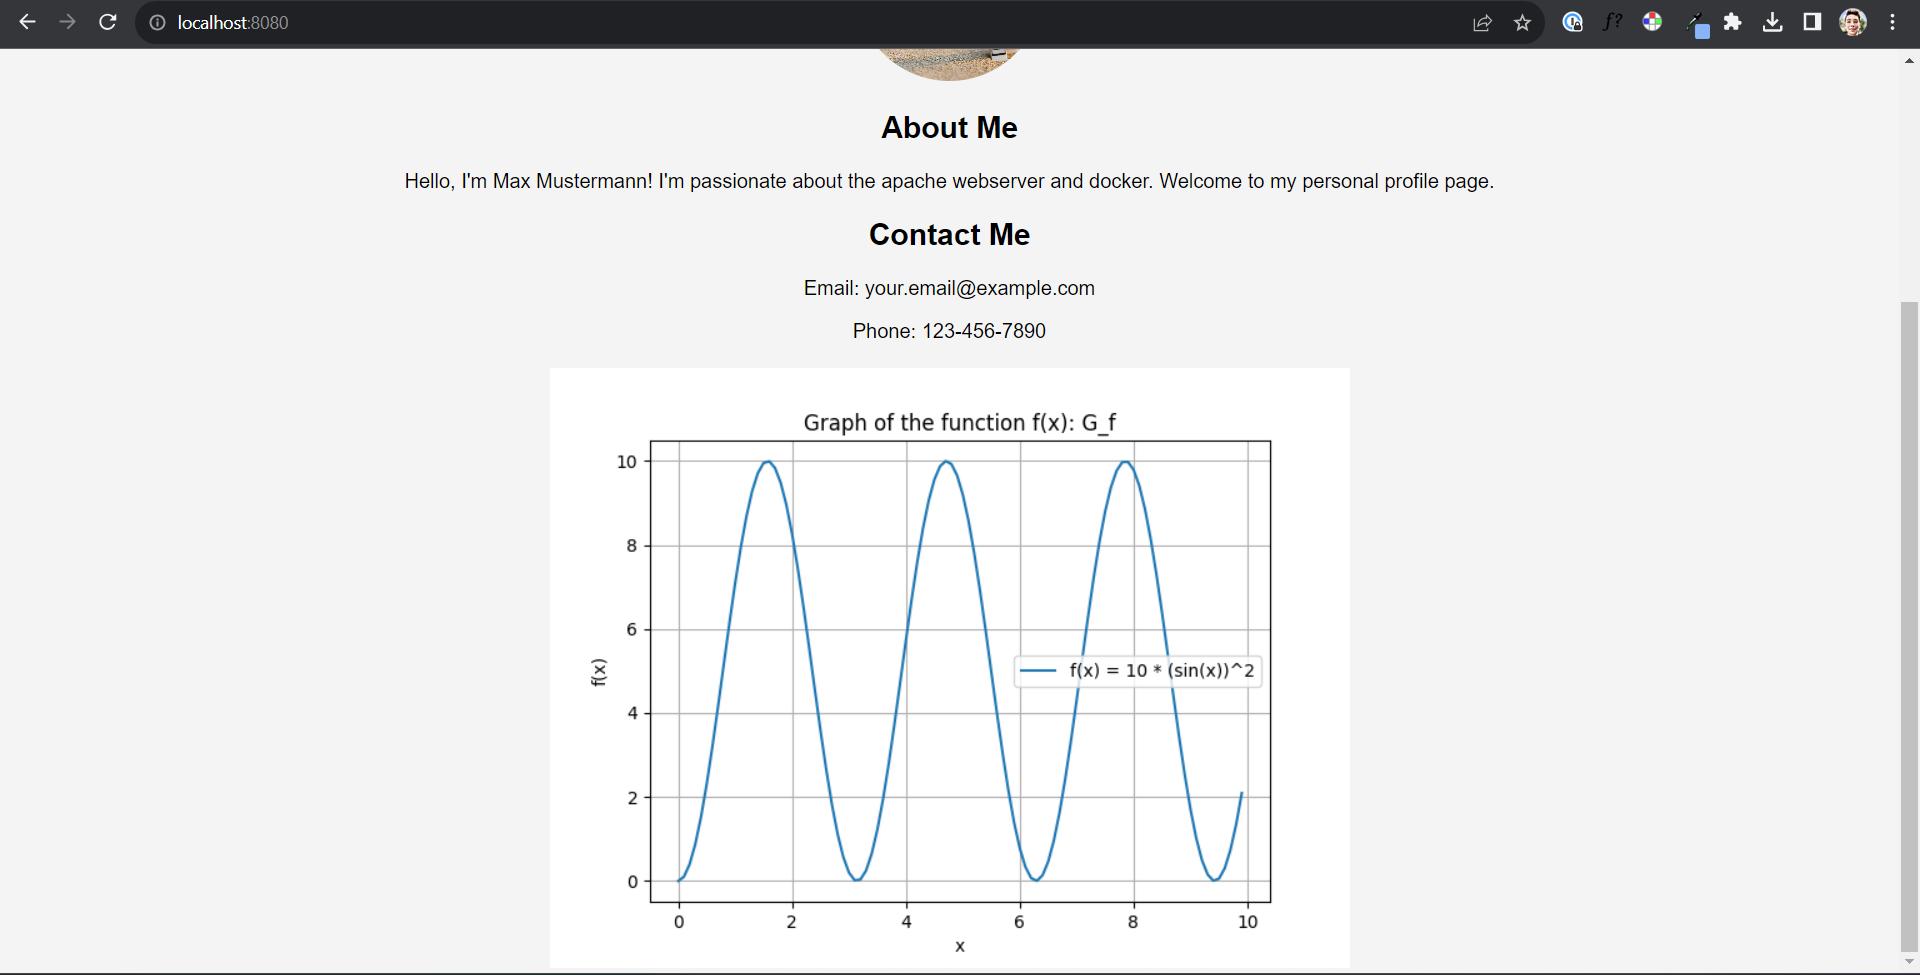 localhost:8080
f?
About Me
Hello, I'm Max Mustermann! I'm passionate about the apache webserver and docker. Welcome to my personal profile page.
Contact Me
Email: your.email@example.com
Phone: 123-456-7890
Graph of the function f(x): G_f
10
8
6
4
2
0
f(x)
f(x) = 10 * (sin(x))^2
0 2 4 6 8 10
x